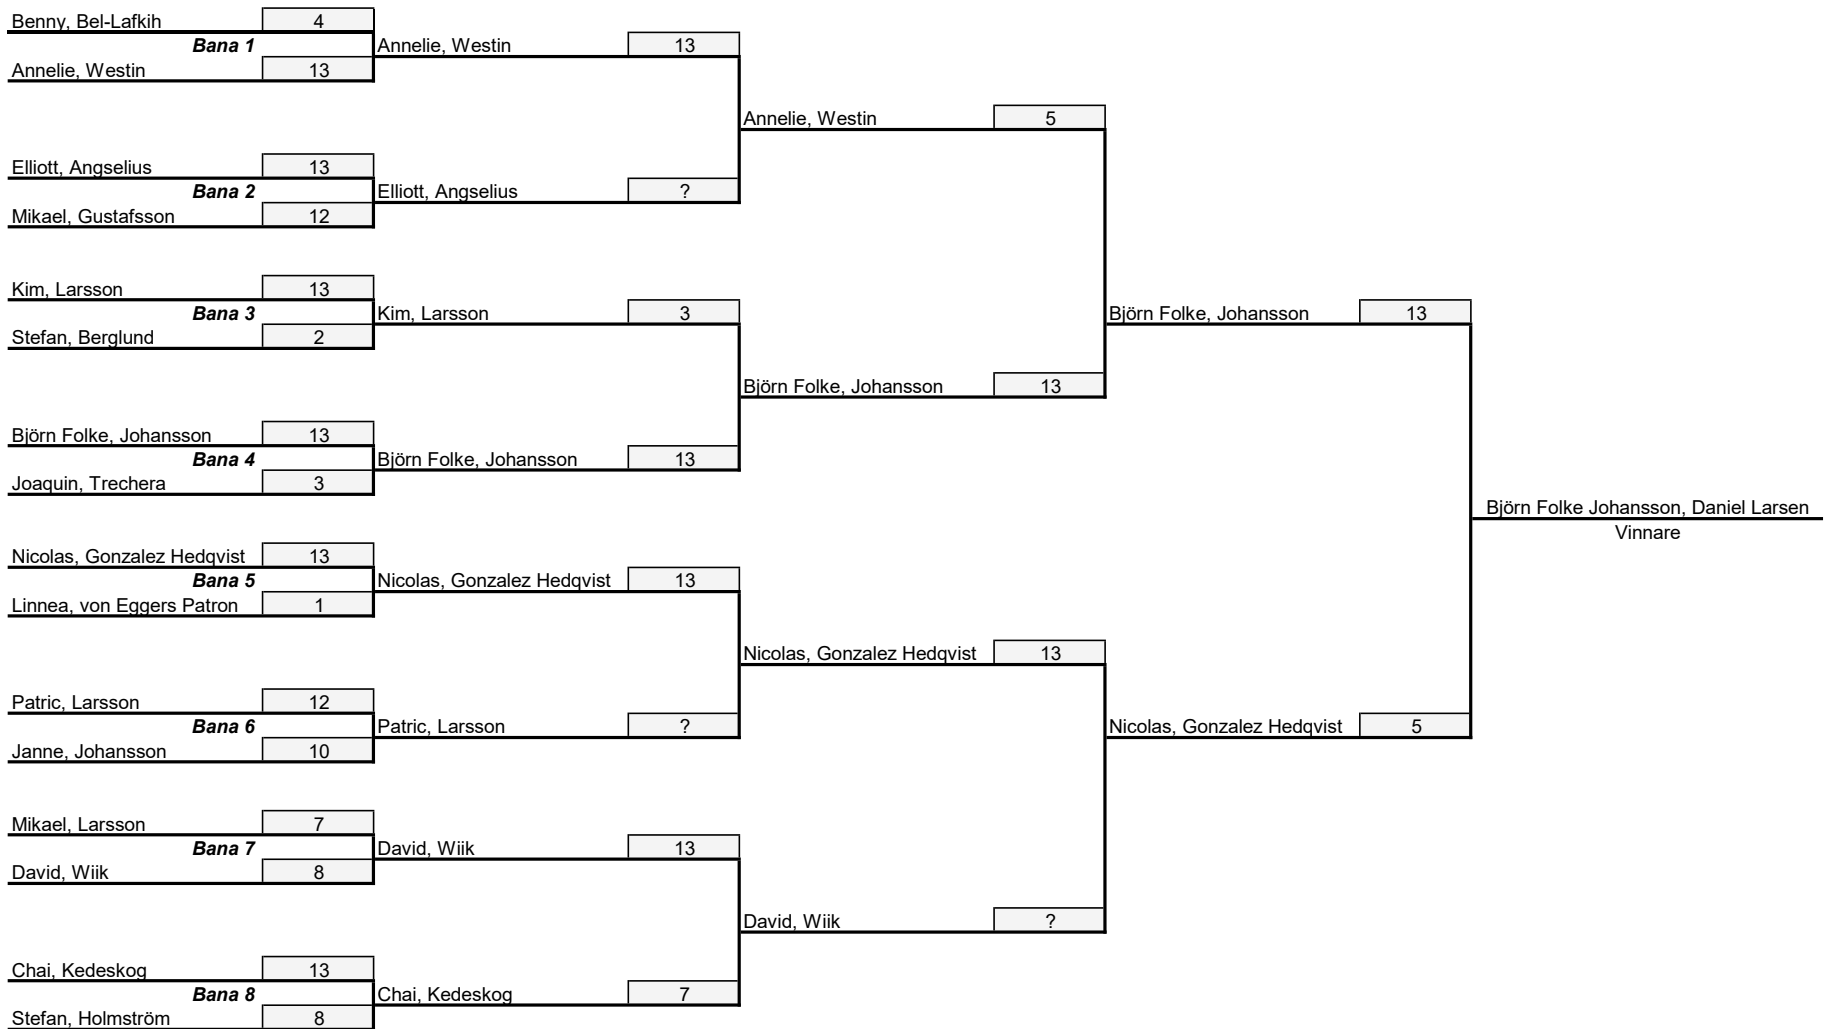 Benny, Bel-Lafkih 4
Bana 1 Annelie, Westin 13
Annelie, Westin 13
Annelie, Westin 5
Elliott, Angselius 13
Bana 2 Elliott, Angselius ?
Mikael, Gustafsson 12
Kim, Larsson 13
Bana 3 Kim, Larsson 3 Björn Folke, Johansson 13
Stefan, Berglund 2
Björn Folke, Johansson 13
Björn Folke, Johansson 13
Bana 4 Björn Folke, Johansson 13
Joaquin, Trechera 3
Björn Folke Johansson, Daniel Larsen
Vinnare
Nicolas, Gonzalez Hedqvist 13
Bana 5 Nicolas, Gonzalez Hedqvist 13
Linnea, von Eggers Patron 1
Nicolas, Gonzalez Hedqvist 13
Patric, Larsson 12
Bana 6 Patric, Larsson ? Nicolas, Gonzalez Hedqvist 5
Janne, Johansson 10
Mikael, Larsson 7
Bana 7 David, Wiik 13
David, Wiik 8
David, Wiik ?
Chai, Kedeskog 13
Bana 8 Chai, Kedeskog 7
Stefan, Holmström 8